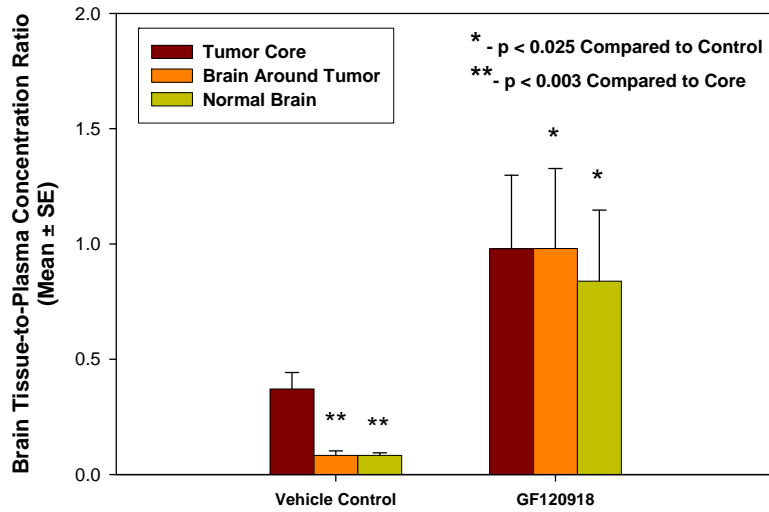 2.0
1.5
1.0
0.5
0.0
Brain Tissue-to-Plasma Concentration Ratio
(Mean ± SE)
Tumor Core
Brain Around Tumor
Normal Brain
* - p < 0.025 Compared to Control
**- p < 0.003 Compared to Core
** **
* *
Vehicle Control
GF120918